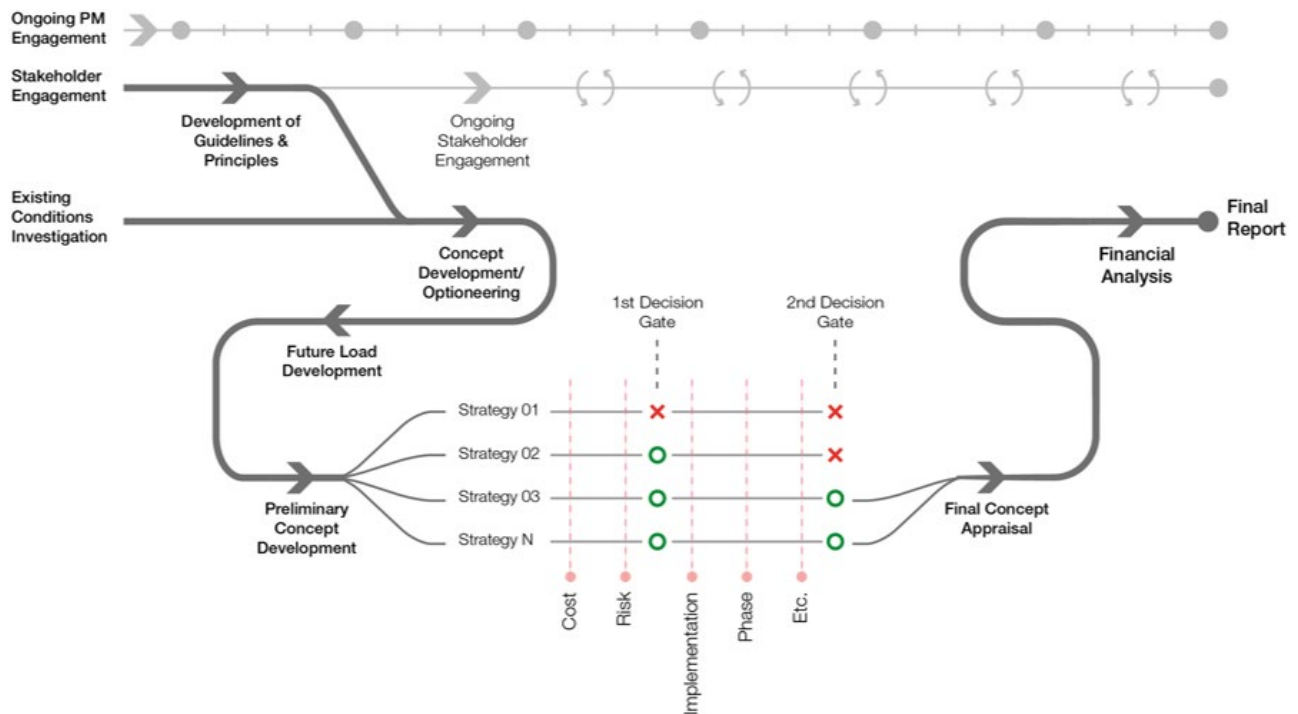 Ongoing PM
Engagement
Stakeholder
Engagement
Development of
Guidelines &
Principles
Ongoing
Stakeholder
Engagement
Existing
Conditions
Investigation
Concept
Development/
Optioneering
Final
Report
Financial
Analysis
1st Decision
Gate
2nd Decision
Gate
Future Load
Development
Strategy 01
Strategy 02
Strategy 03
Strategy N
Preliminary
Concept
Development
Final Concept
Appraisal
Cost
Risk
Implementation
Phase
Etc.